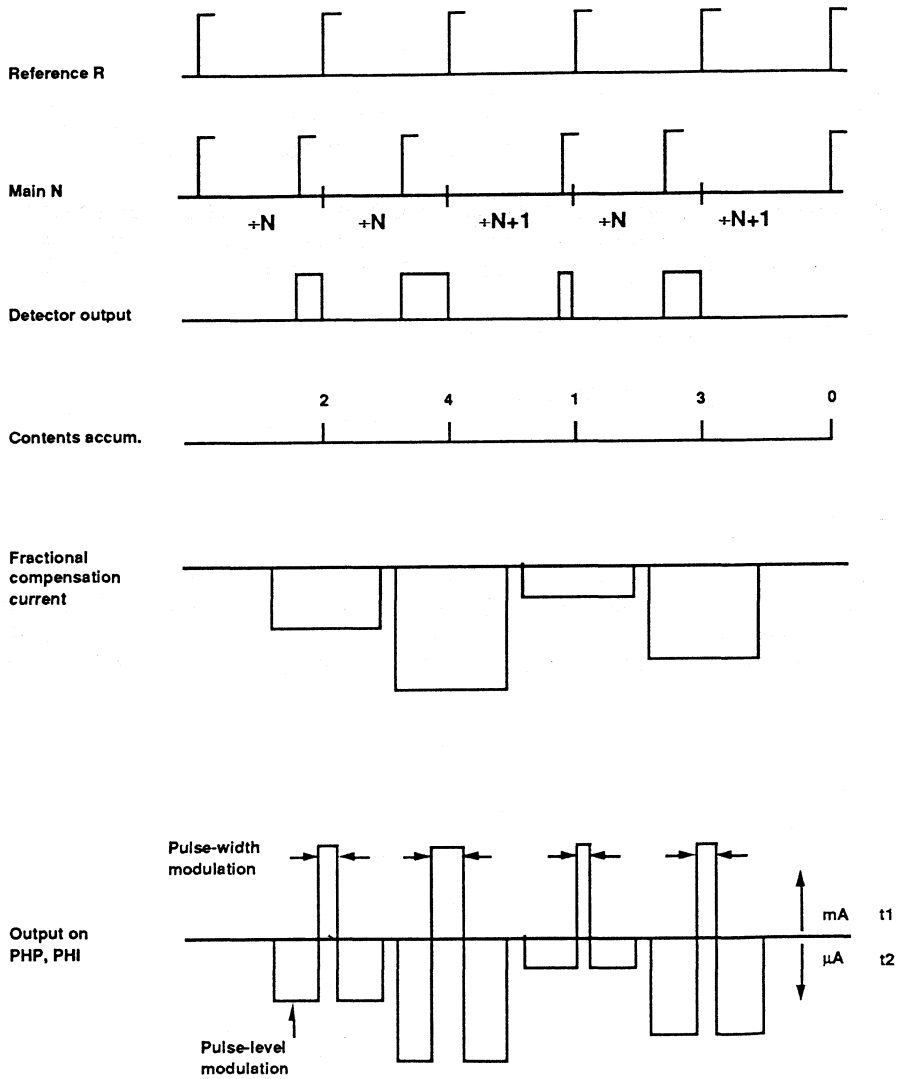 Reference R
Main N
÷N ÷N ÷N+1 ÷N ÷N+1
Detector output
2 4 1 3 0
Contents accum.
Fractional
compensation
current
Pulse-width
modulation
mA t1
Output on
PHP, PHI
µA t2
Pulse-level
modulation